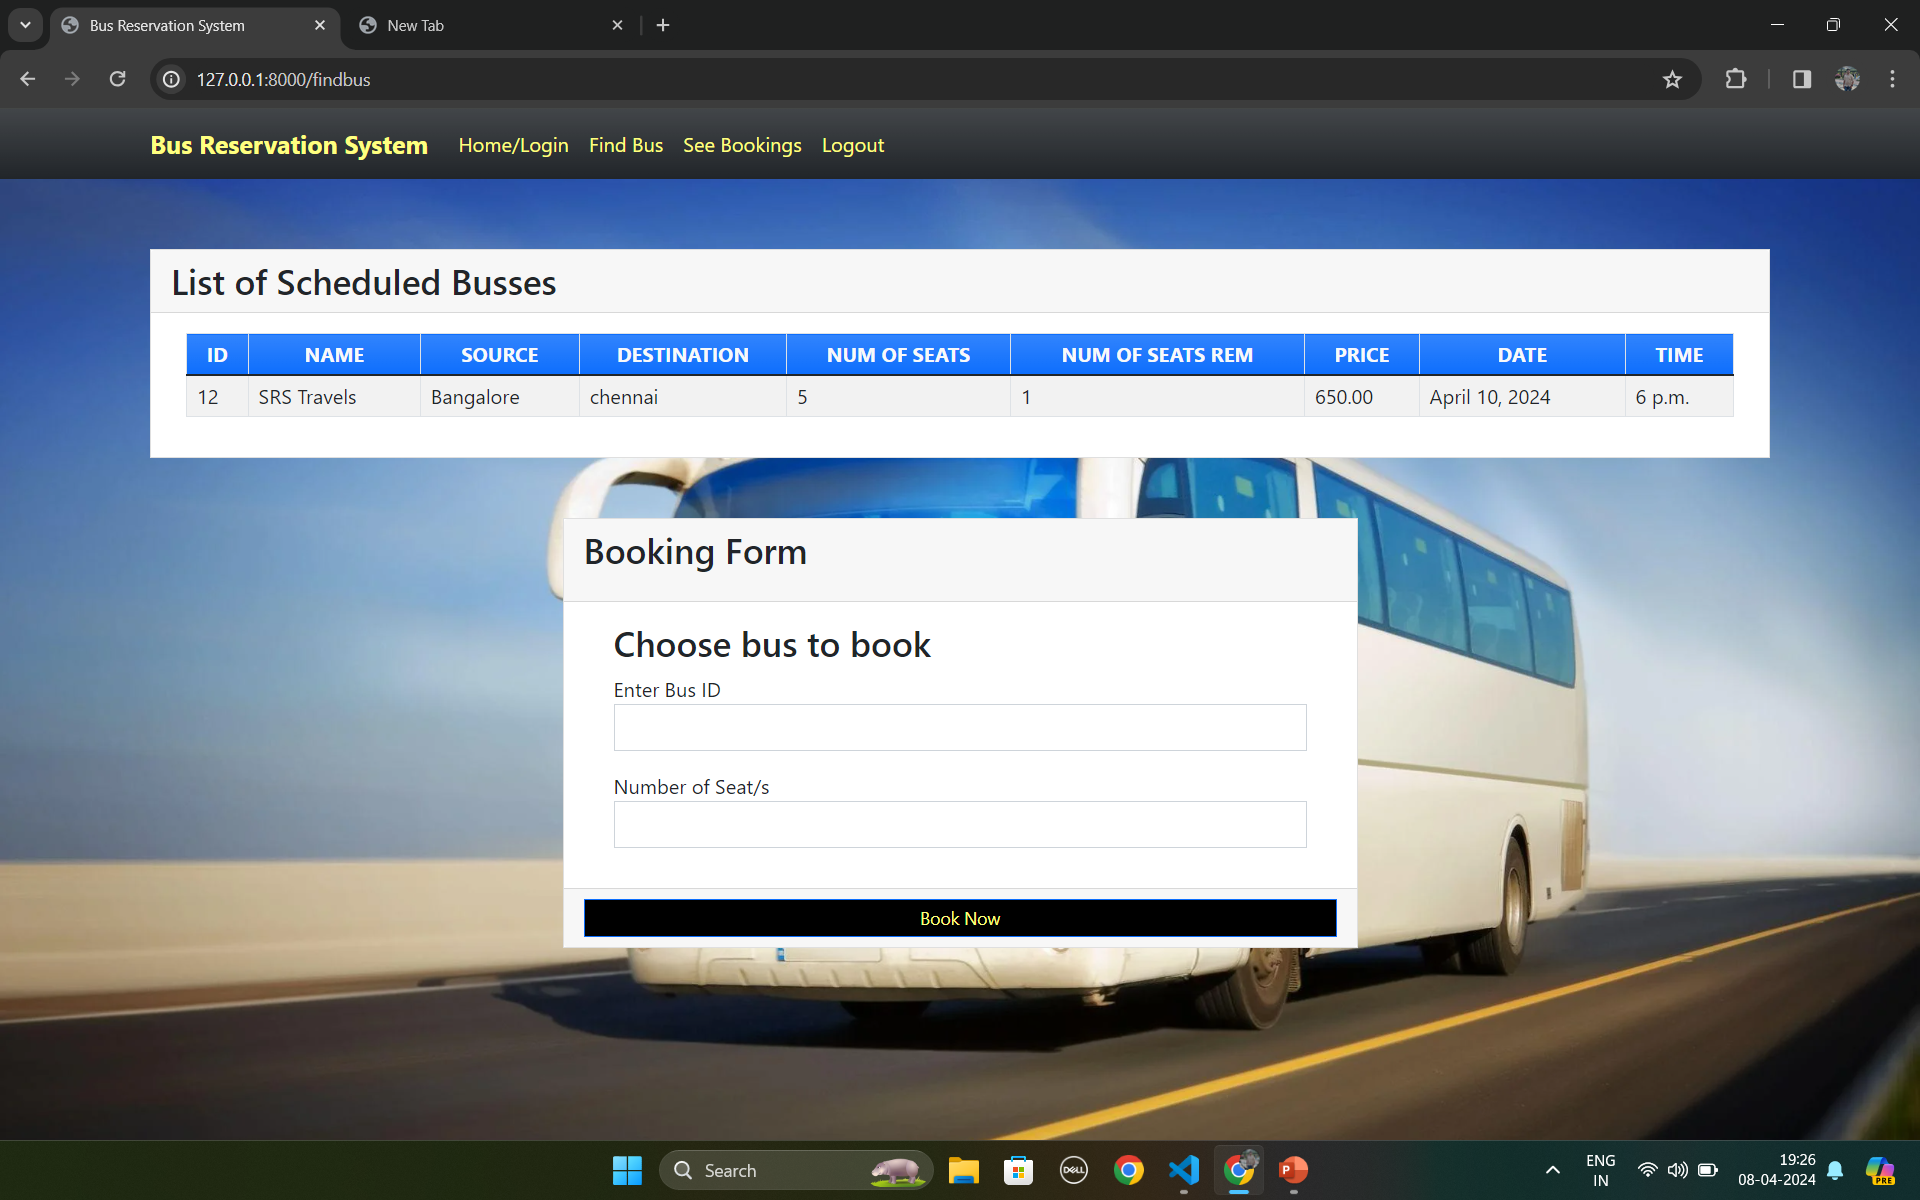 Bus Reservation System
New Tab
127.0.0.1:8000/findbus
Bus Reservation System Home/Login Find Bus See Bookings Logout
List of Scheduled Busses
ID NAME SOURCE DESTINATION NUM OF SEATS NUM OF SEATS REM PRICE DATE TIME
12 SRS Travels Bangalore chennai 5 1 650.00 April 10, 2024 6 p.m.
Booking Form
Choose bus to book
Enter Bus ID
Number of Seat/s
Book Now
Search
DELL
P
ENG
IN
19:26
08-04-2024
PRE